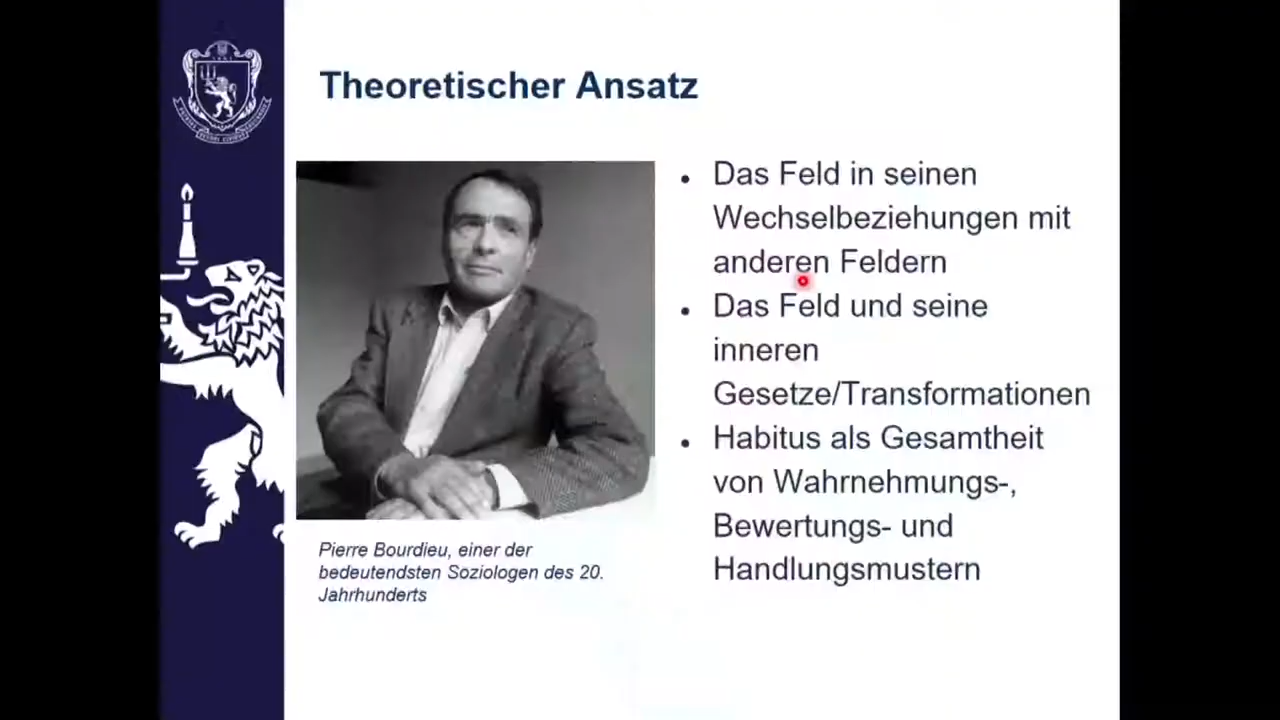 Theoretischer Ansatz
Das Feld in seinen
Wechselbeziehungen mit
anderen Feldern
Das Feld und seine
inneren
Gesetze/Transformationen
Habitus als Gesamtheit
von Wahrnehmungs-,
Bewertungs- und
Handlungsmustern
Pierre Bourdieu, einer der
bedeutendsten Soziologen des 20.
Jahrhunderts